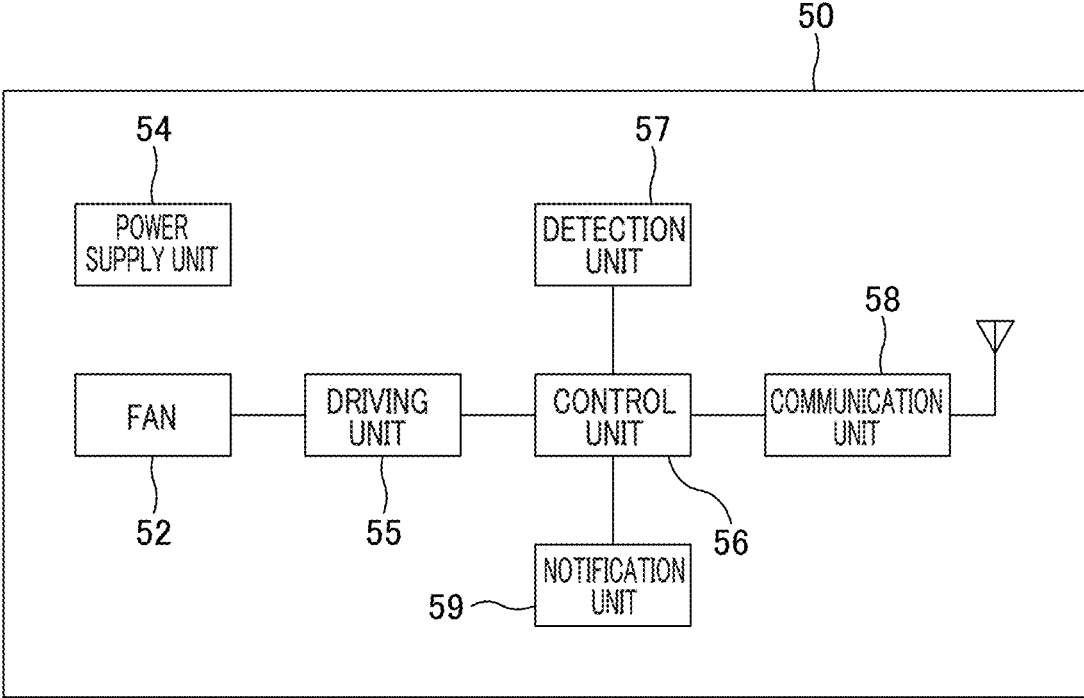 50
54
57
POWER
SUPPLY UNIT
DETECTION
UNIT
58
FAN
DRIVING
UNIT
CONTROL
UNIT
COMMUNICATION
UNIT
52
55
56
NOTIFICATION
UNIT
59